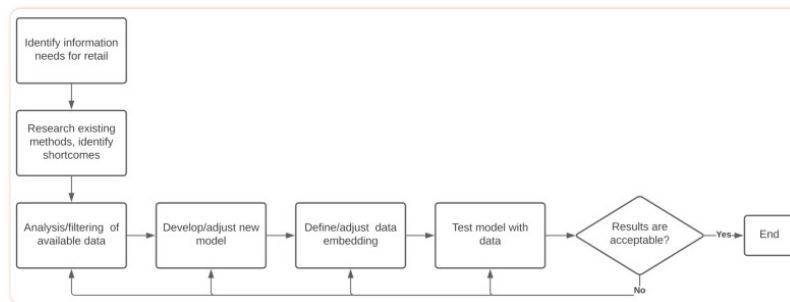 Identify information
needs for retail
Research existing
methods, identify
shortcomes
Analysis/filtering of
available data
Develop/adjust new
model
Define/adjust data
embedding
Test model with
data
Results are
acceptable?
Yes
End
No